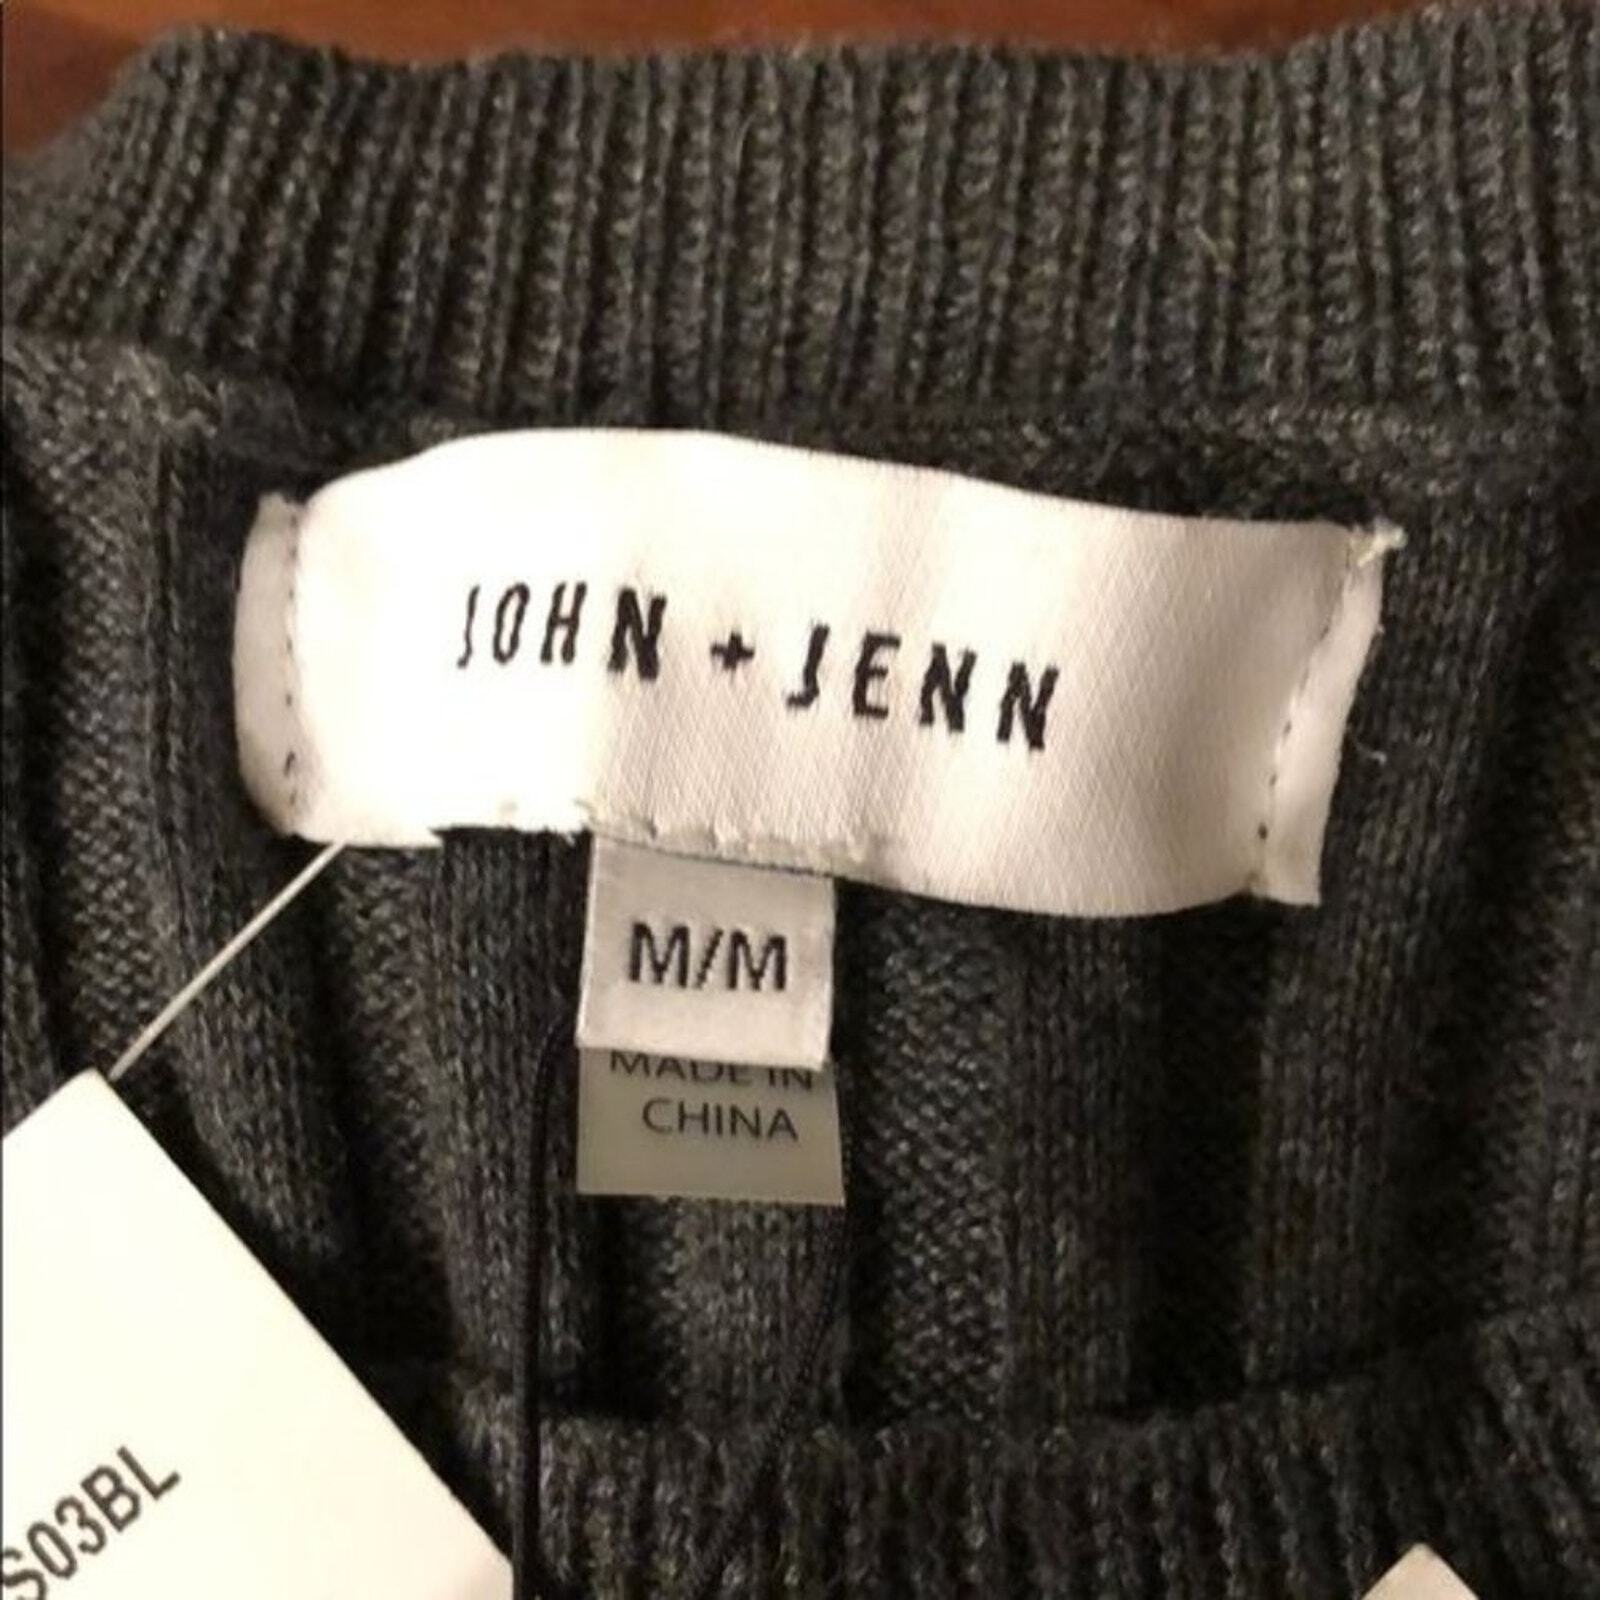 JOHN + JENN
M/M
MADE IN
CHINA
S03BL